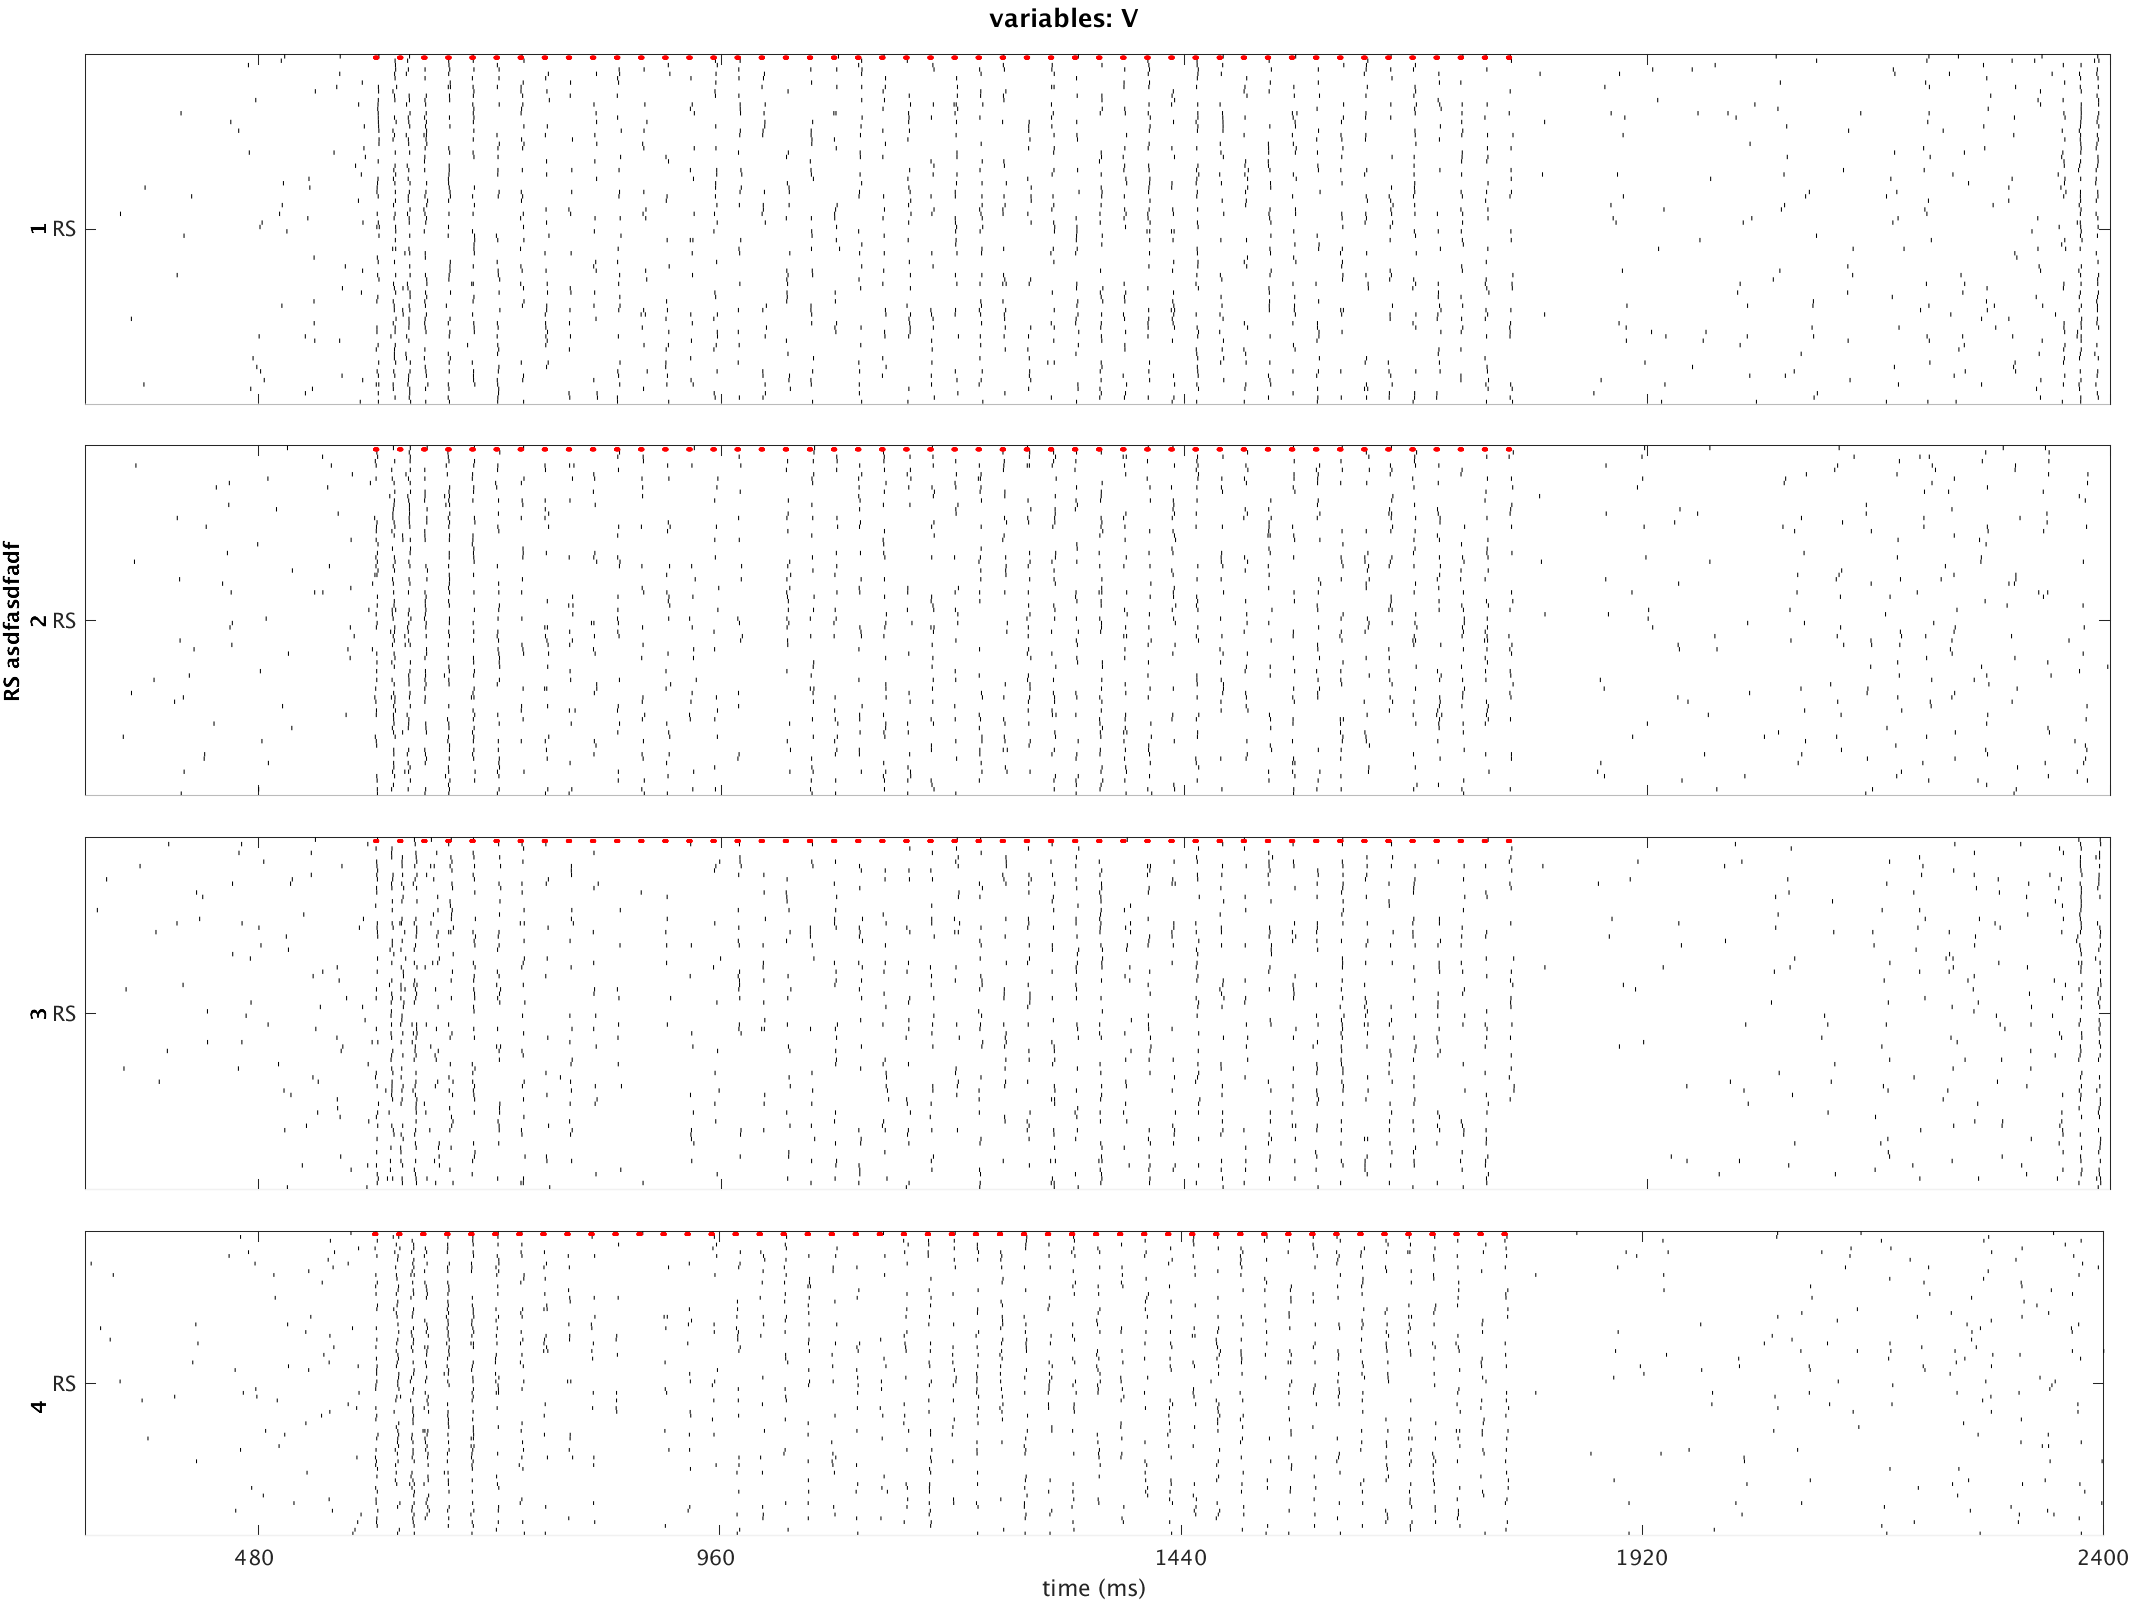 variables: V
RS asdfasdfadf
1 RS
2 RS
3 RS
4 RS
480 960 1440 1920 2400
time (ms)